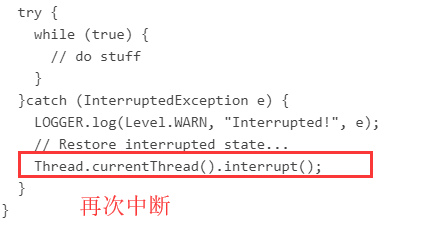 try {
while (true) {
// do stuff
}
}catch (InterruptedException e) {
LOGGER.log(Level.WARN, "Interrupted!", e);
// Restore interrupted state...
Thread.currentThread().interrupt();
}
再次中断
}